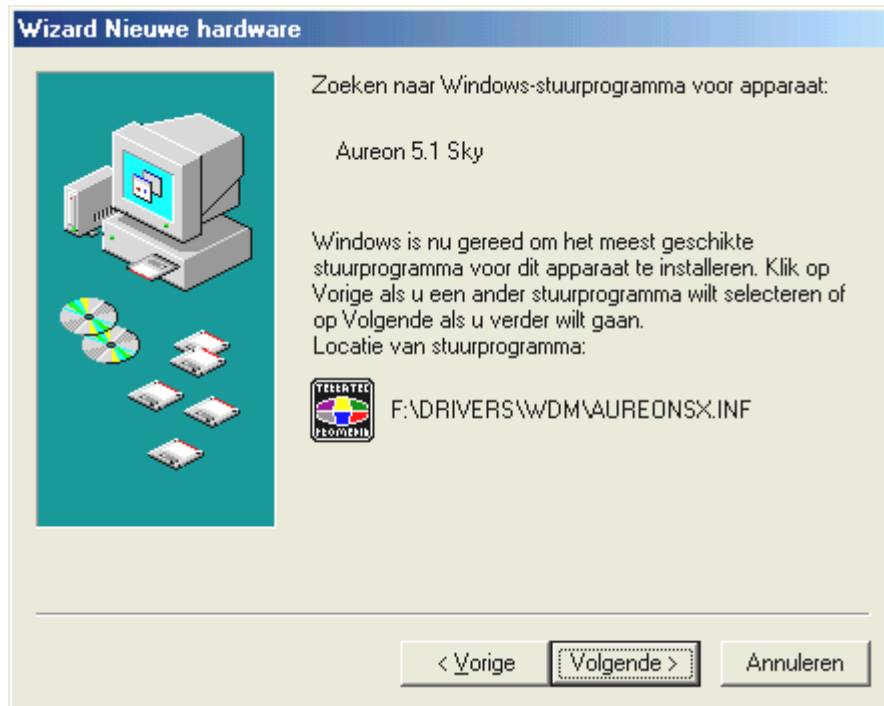 Wizard Nieuwe hardware
Zoeken naar Windows-stuurprogramma voor apparaat:
Aureon 5.1 Sky
Windows is nu gereed om het meest geschikte
stuurprogramma voor dit apparaat te installeren. Klik op
Vorige als u een ander stuurprogramma wilt selecteren of
op Volgende als u verder wilt gaan.
Locatie van stuurprogramma:
TERRATEC
PROMEDIA
F:\DRIVERS\WDM\AUREONSX.INF
< Vorige
Volgende >
Annuleren